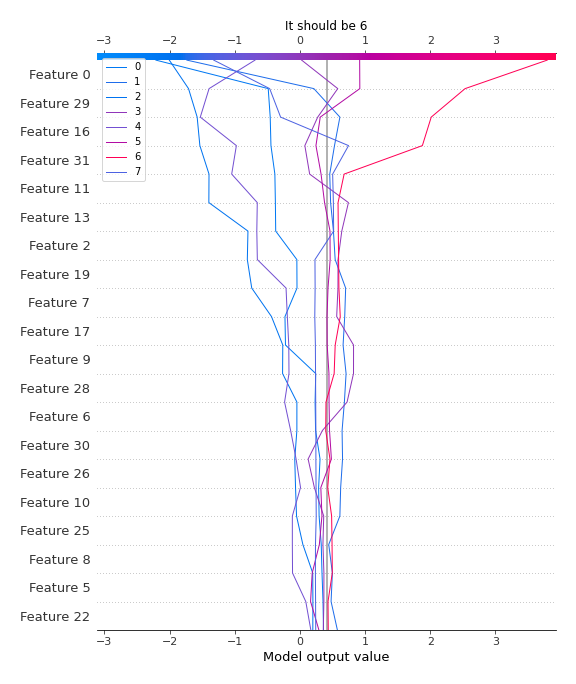 It should be 6
−3 −2 −1 0 1 2 3
0
1
2
3
4
5
6
7
Feature 0
Feature 29
Feature 16
Feature 31
Feature 11
Feature 13
Feature 2
Feature 19
Feature 7
Feature 17
Feature 9
Feature 28
Feature 6
Feature 30
Feature 26
Feature 10
Feature 25
Feature 8
Feature 5
Feature 22
−3 −2 −1 0 1 2 3
Model output value